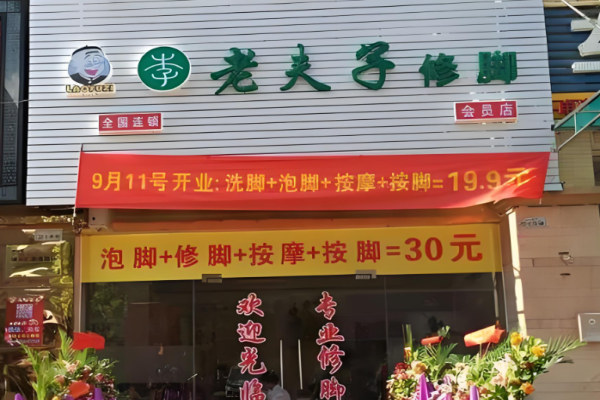 李 老夫子修脚
LAOFUZI
全国连锁
会员店
9月11号开业:洗脚+泡脚+按摩+按脚=19.9元
泡脚+修脚+按摩+按脚=30元
欢迎光临
专业修脚